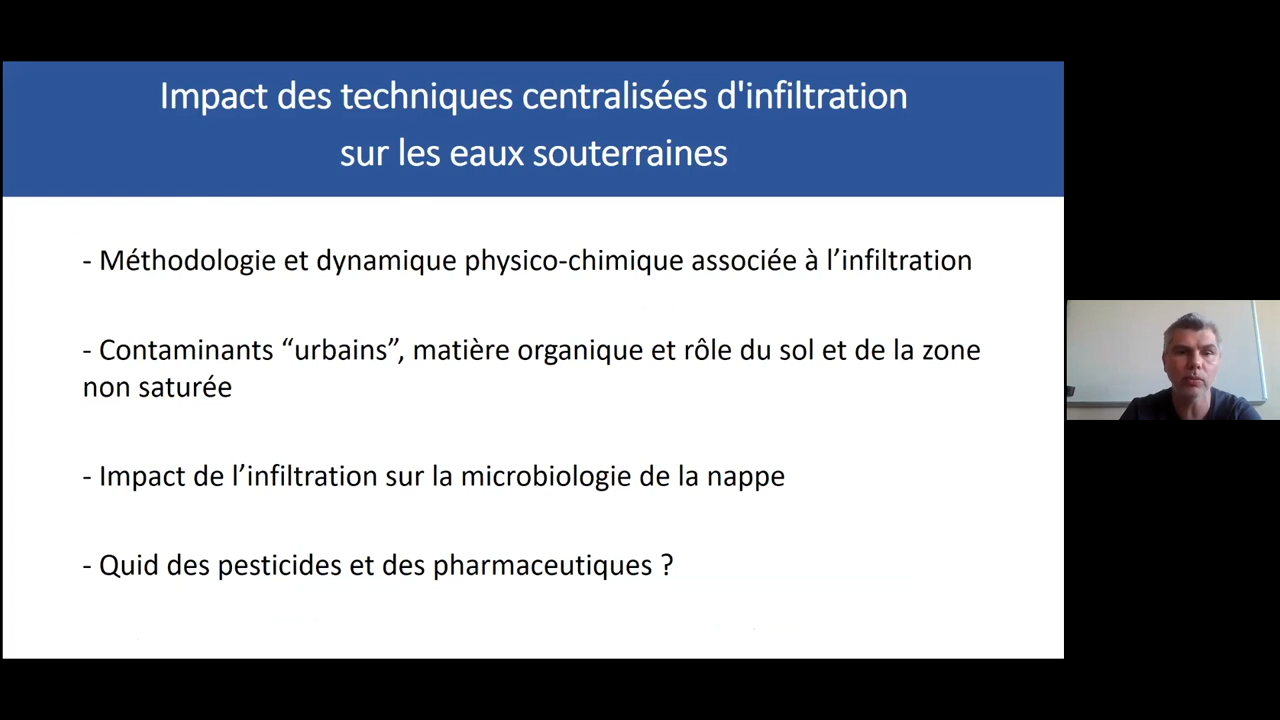 Impact des techniques centralisées d'infiltration
sur les eaux souterraines
- Méthodologie et dynamique physico-chimique associée à l’infiltration
- Contaminants “urbains”, matière organique et rôle du sol et de la zone
non saturée
- Impact de l’infiltration sur la microbiologie de la nappe
- Quid des pesticides et des pharmaceutiques ?